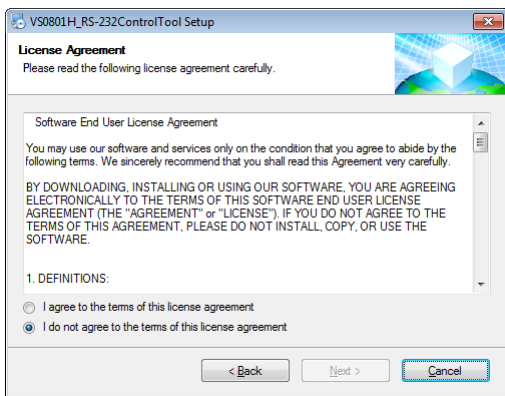 VS0801H_RS-232ControlTool Setup
License Agreement
Please read the following license agreement carefully.
Software End User License Agreement
You may use our software and services only on the condition that you agree to abide by the
following terms. We sincerely recommend that you shall read this Agreement very carefully.
BY DOWNLOADING, INSTALLING OR USING OUR SOFTWARE, YOU ARE AGREEING
ELECTRONICALLY TO THE TERMS OF THIS SOFTWARE END USER LICENSE
AGREEMENT (THE "AGREEMENT" or "LICENSE"). IF YOU DO NOT AGREE TO THE
TERMS OF THIS AGREEMENT, PLEASE DO NOT INSTALL, COPY, OR USE THE
SOFTWARE.
1. DEFINITIONS:
I agree to the terms of this license agreement
I do not agree to the terms of this license agreement
< Back
Next >
Cancel